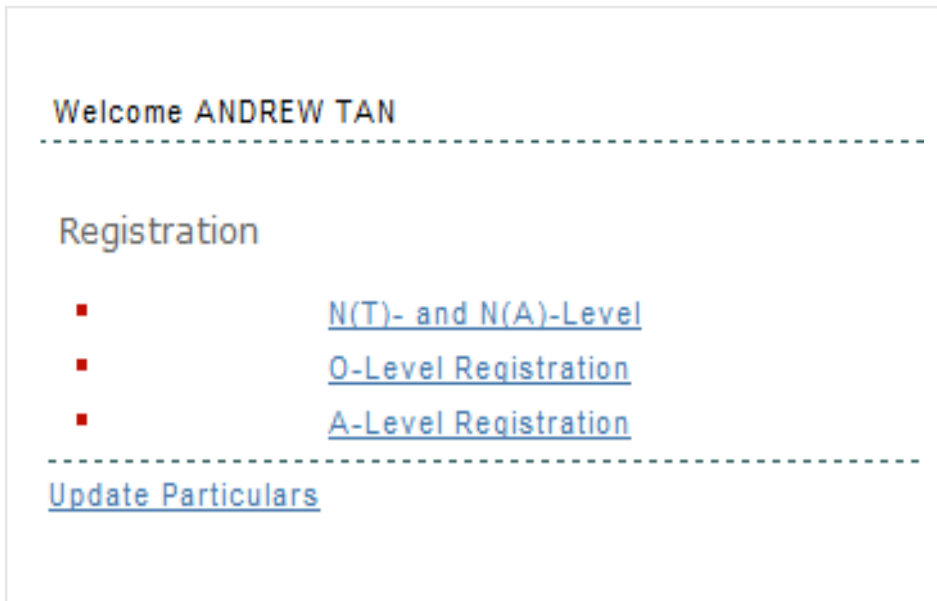 Welcome ANDREW TAN
Registration
N(T)- and N(A)-Level
O-Level Registration
A-Level Registration
Update Particulars